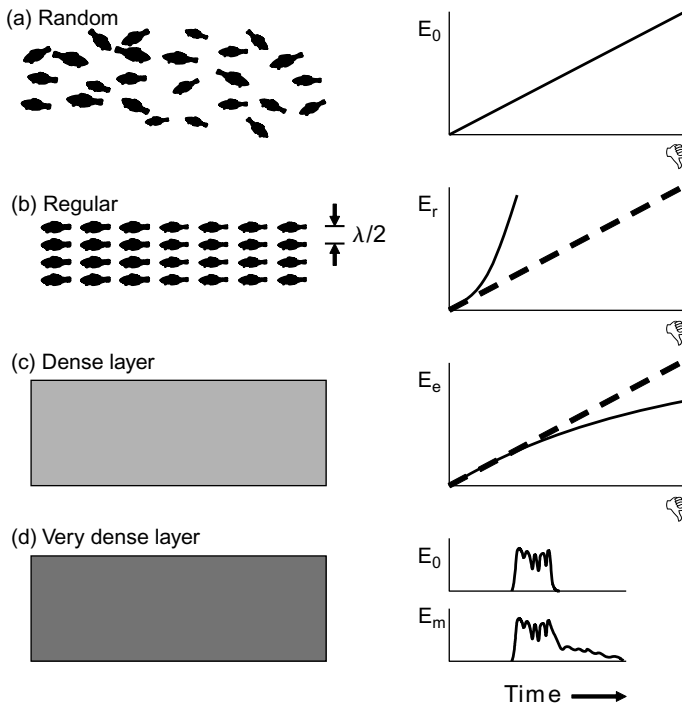 (a) Random
E0
(b) Regular
λ/2
Er
(c) Dense layer
Ee
(d) Very dense layer
E0
Em
Time